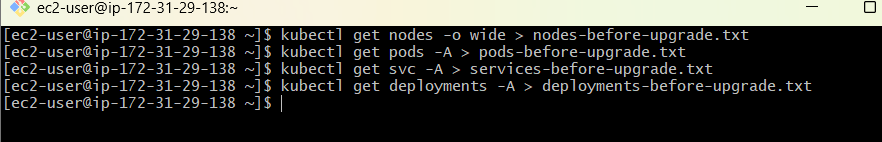 ec2-user@ip-172-31-29-138:~
[ec2-user@ip-172-31-29-138 ~]$ kubectl get nodes -o wide > nodes-before-upgrade.txt
[ec2-user@ip-172-31-29-138 ~]$ kubectl get pods -A > pods-before-upgrade.txt
[ec2-user@ip-172-31-29-138 ~]$ kubectl get svc -A > services-before-upgrade.txt
[ec2-user@ip-172-31-29-138 ~]$ kubectl get deployments -A > deployments-before-upgrade.txt
[ec2-user@ip-172-31-29-138 ~]$